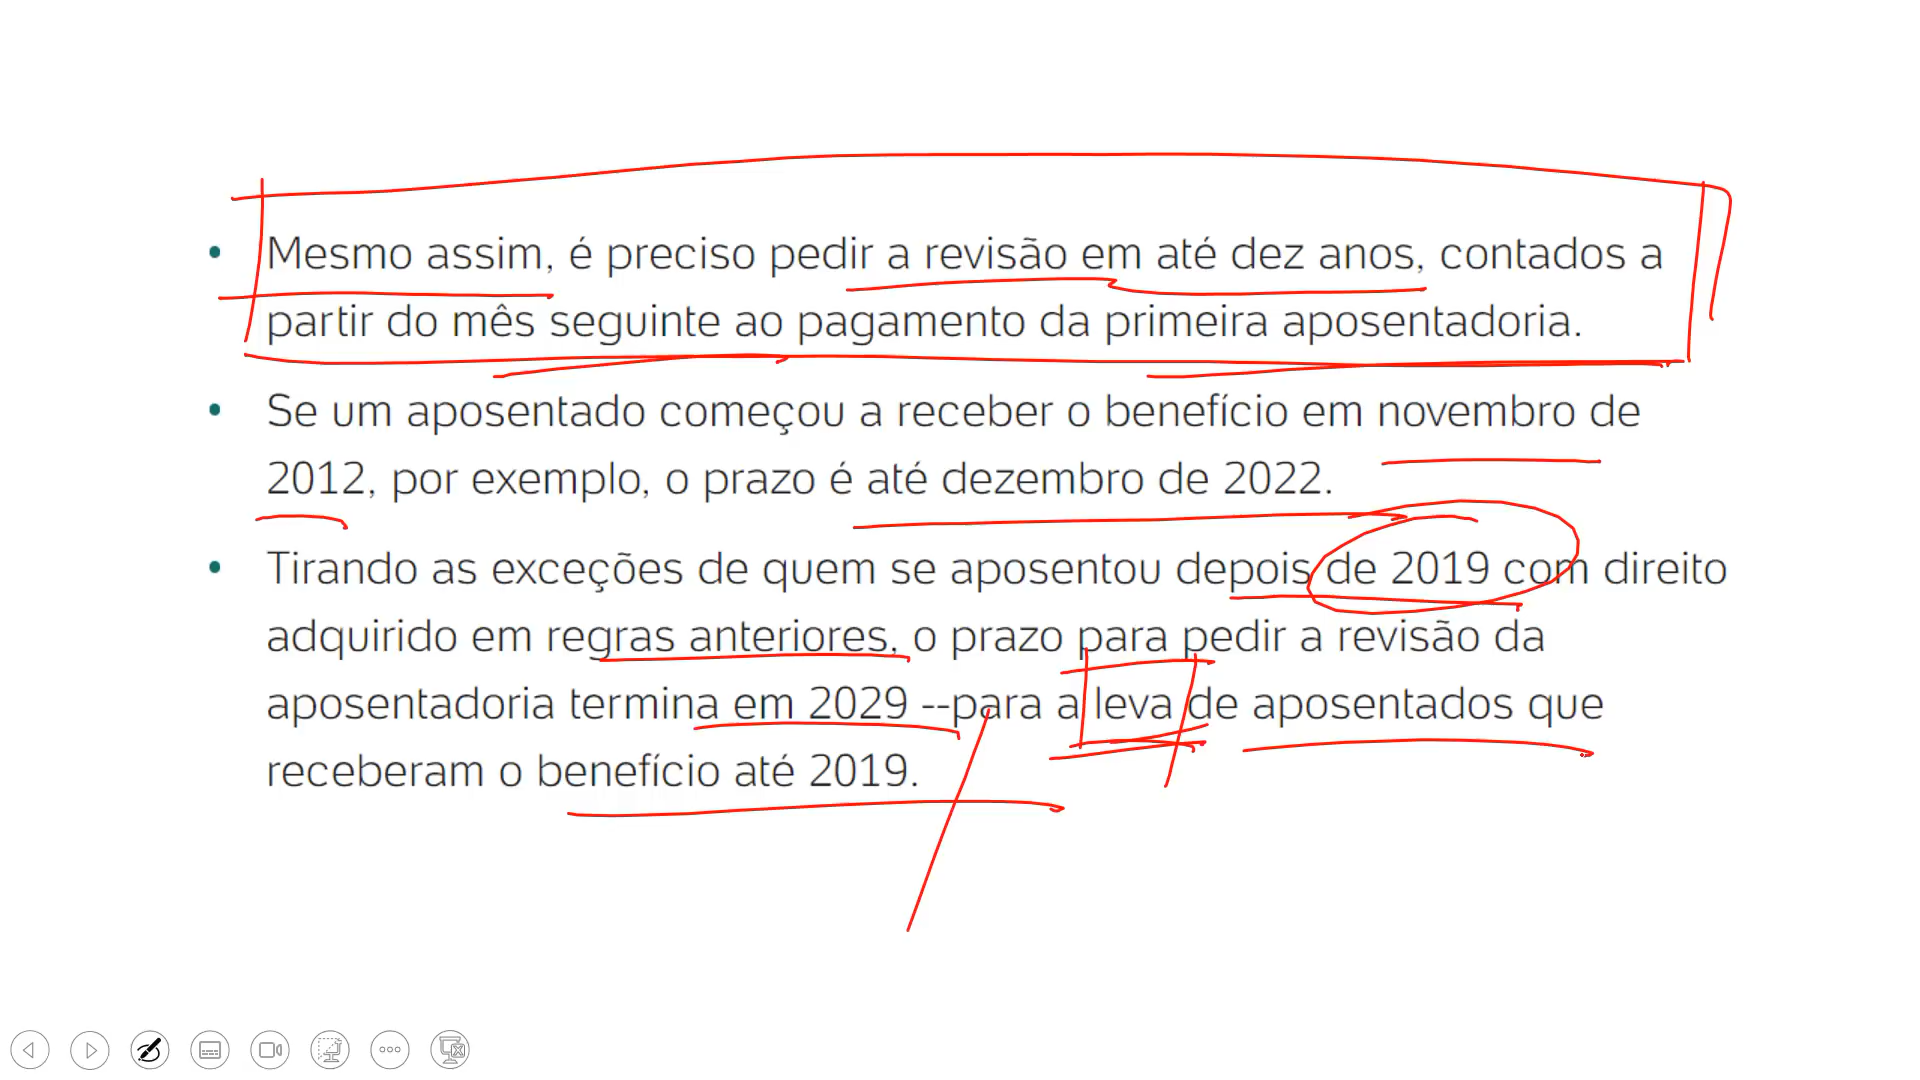 Mesmo assim, é preciso pedir a revisão em até dez anos, contados a
partir do mês seguinte ao pagamento da primeira aposentadoria.
Se um aposentado começou a receber o benefício em novembro de
2012, por exemplo, o prazo é até dezembro de 2022.
Tirando as exceções de quem se aposentou depois de 2019 com direito
adquirido em regras anteriores, o prazo para pedir a revisão da
aposentadoria termina em 2029 --para a leva de aposentados que
receberam o benefício até 2019.